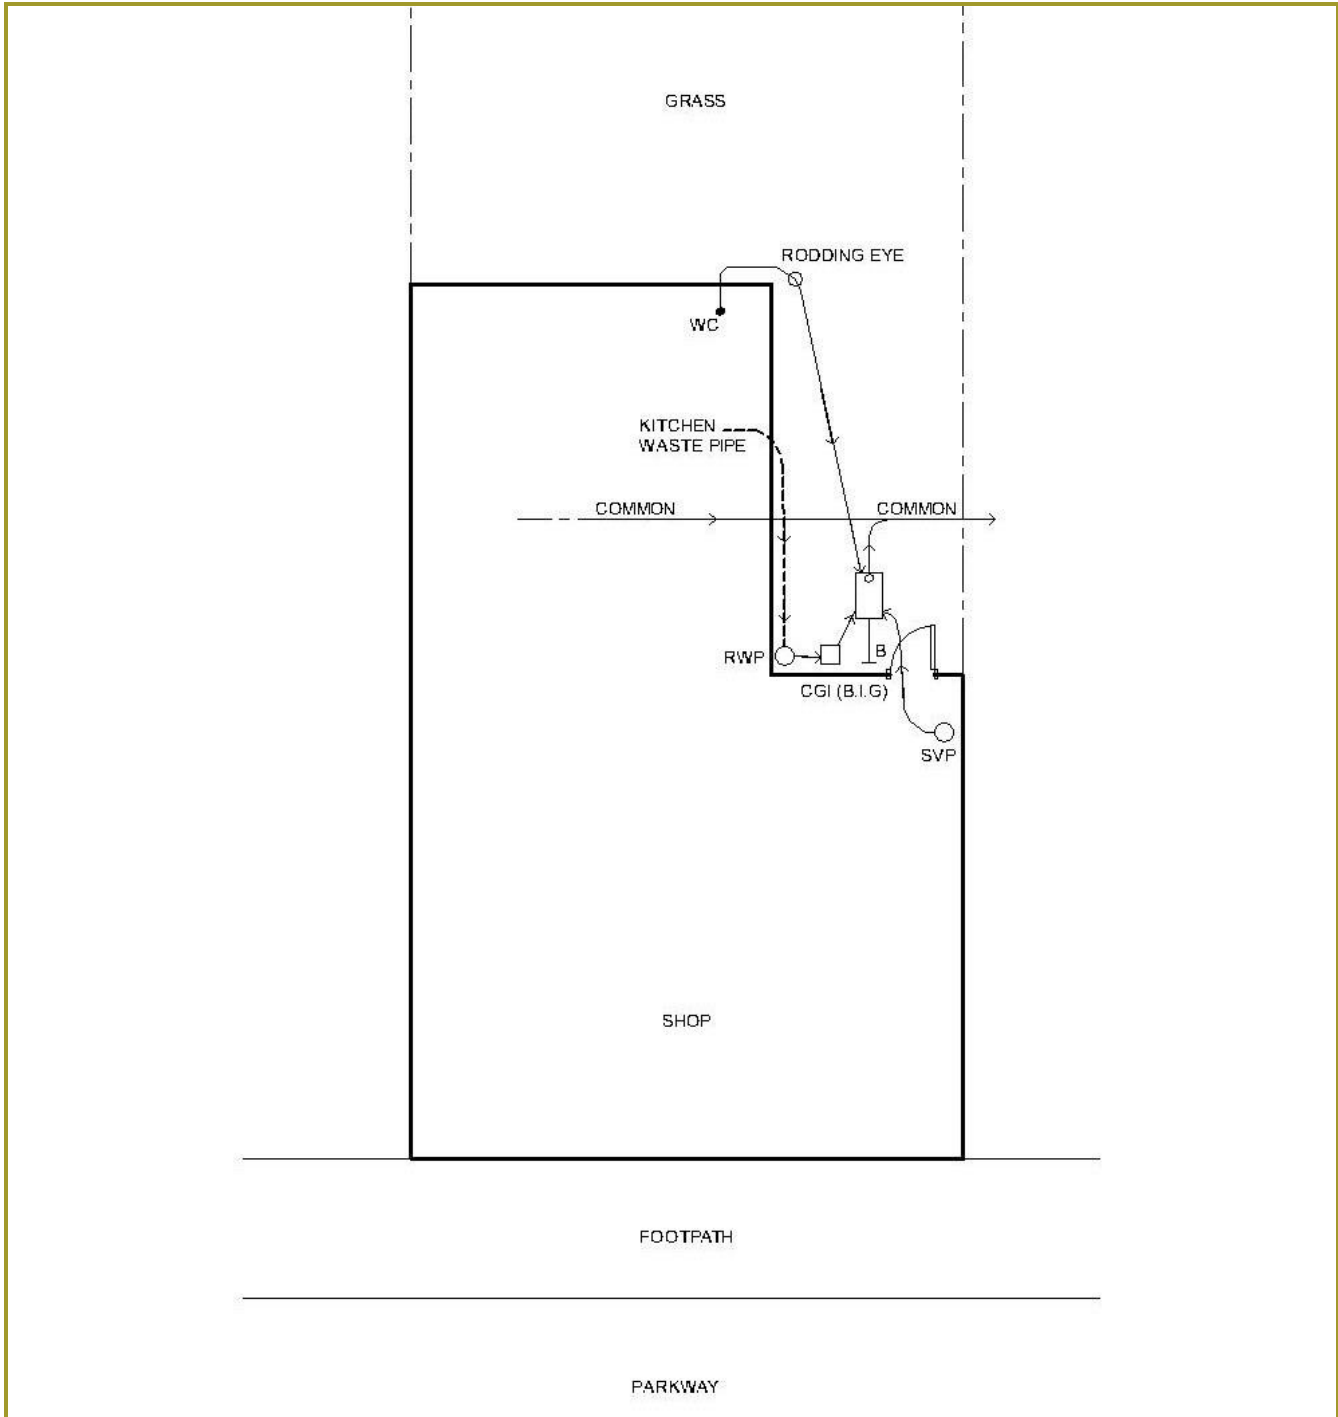 GRASS
RODDING EYE
WC
KITCHEN
WASTE PIPE
COMMON
COMMON
B
RWP
CGI (B.I.G)
SVP
SHOP
FOOTPATH
PARKWAY